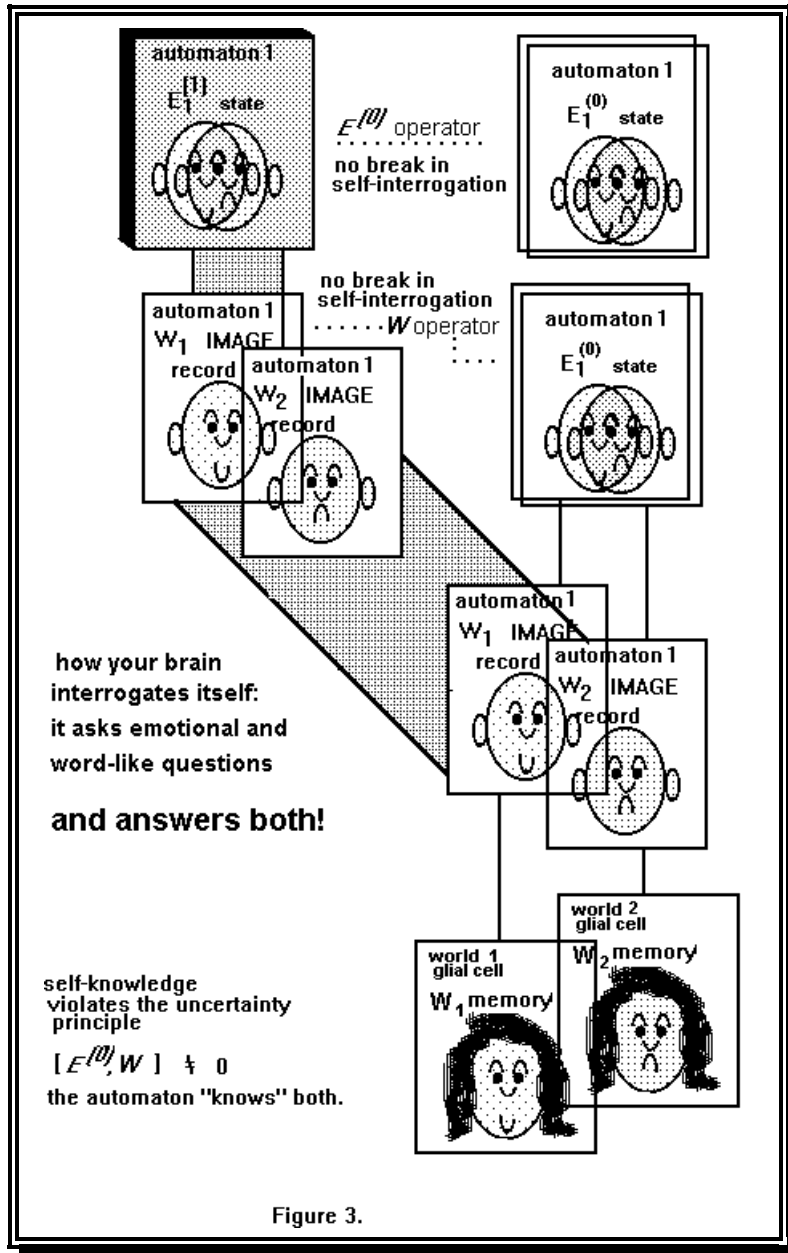 automaton 1
E₁^[1] state
E^(0) operator
no break in
self-interrogation
automaton 1
E₁^(0) state
no break in
self-interrogation
W operator
automaton 1
W₁ IMAGE
record
automaton 1
W₂ IMAGE
record
automaton 1
E₁^(0) state
automaton 1
W₁ IMAGE
record
automaton 1
W₂ IMAGE
record
how your brain
interrogates itself:
it asks emotional and
word-like questions
and answers both!
world 2
glial cell
W₂ memory
world 1
glial cell
W₁ memory
self-knowledge
violates the uncertainty
principle
[ E^(0), W ] ≠ 0
the automaton "knows" both.
Figure 3.